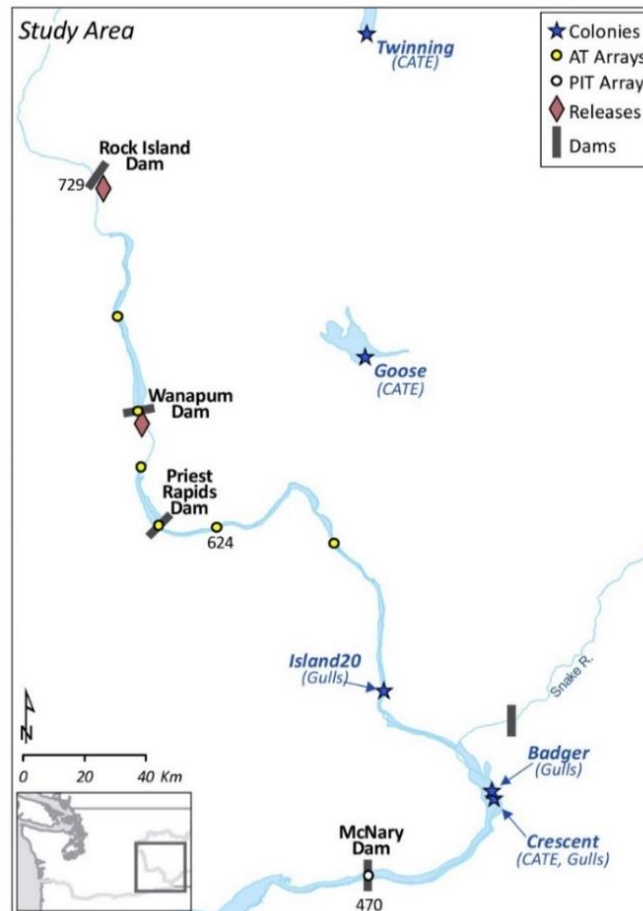 Study Area
Twinning
(CATE)
Colonies
AT Arrays
PIT Array
Releases
Dams
Rock Island
Dam
729
Goose
(CATE)
Wanapum
Dam
Priest
Rapids
Dam
624
Island20
(Gulls)
Snake R.
N
0 20 40 Km
Badger
(Gulls)
McNary
Dam
Crescent
(CATE, Gulls)
470